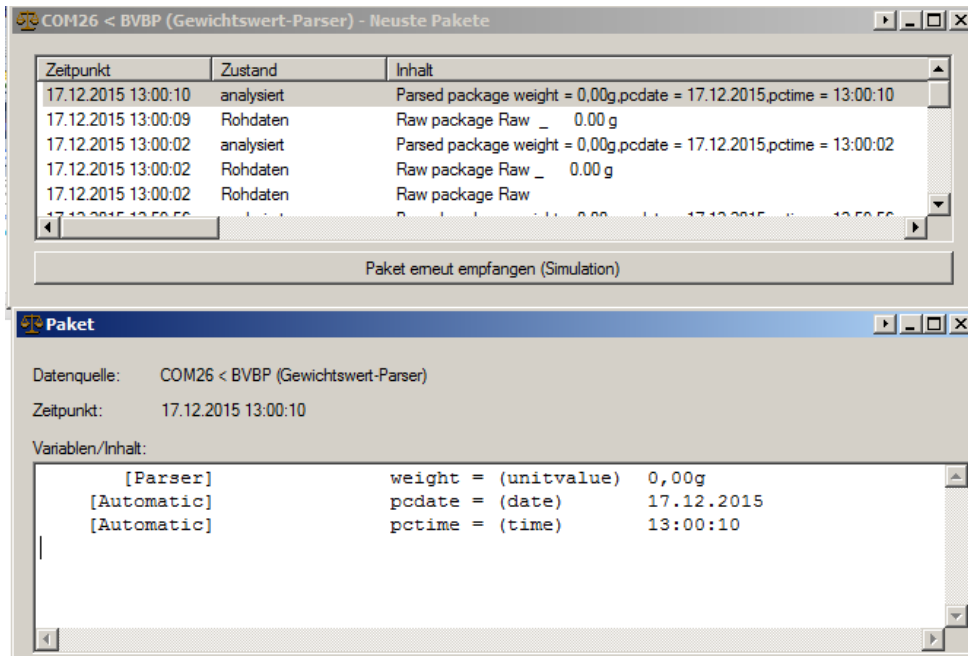 COM26 < BVBP (Gewichtswert-Parser) - Neuste Pakete
Zeitpunkt Zustand Inhalt
17.12.2015 13:00:10 analysiert Parsed package weight = 0,00g,pcdate = 17.12.2015,pctime = 13:00:10
17.12.2015 13:00:09 Rohdaten Raw package Raw _ 0.00 g
17.12.2015 13:00:02 analysiert Parsed package weight = 0,00g,pcdate = 17.12.2015,pctime = 13:00:02
17.12.2015 13:00:02 Rohdaten Raw package Raw _ 0.00 g
17.12.2015 13:00:02 Rohdaten Raw package Raw
Paket erneut empfangen (Simulation)
Paket
Datenquelle: COM26 < BVBP (Gewichtswert-Parser)
Zeitpunkt: 17.12.2015 13:00:10
Variablen/Inhalt:
[Parser] weight = (unitvalue) 0,00g
[Automatic] pcdate = (date) 17.12.2015
[Automatic] pctime = (time) 13:00:10